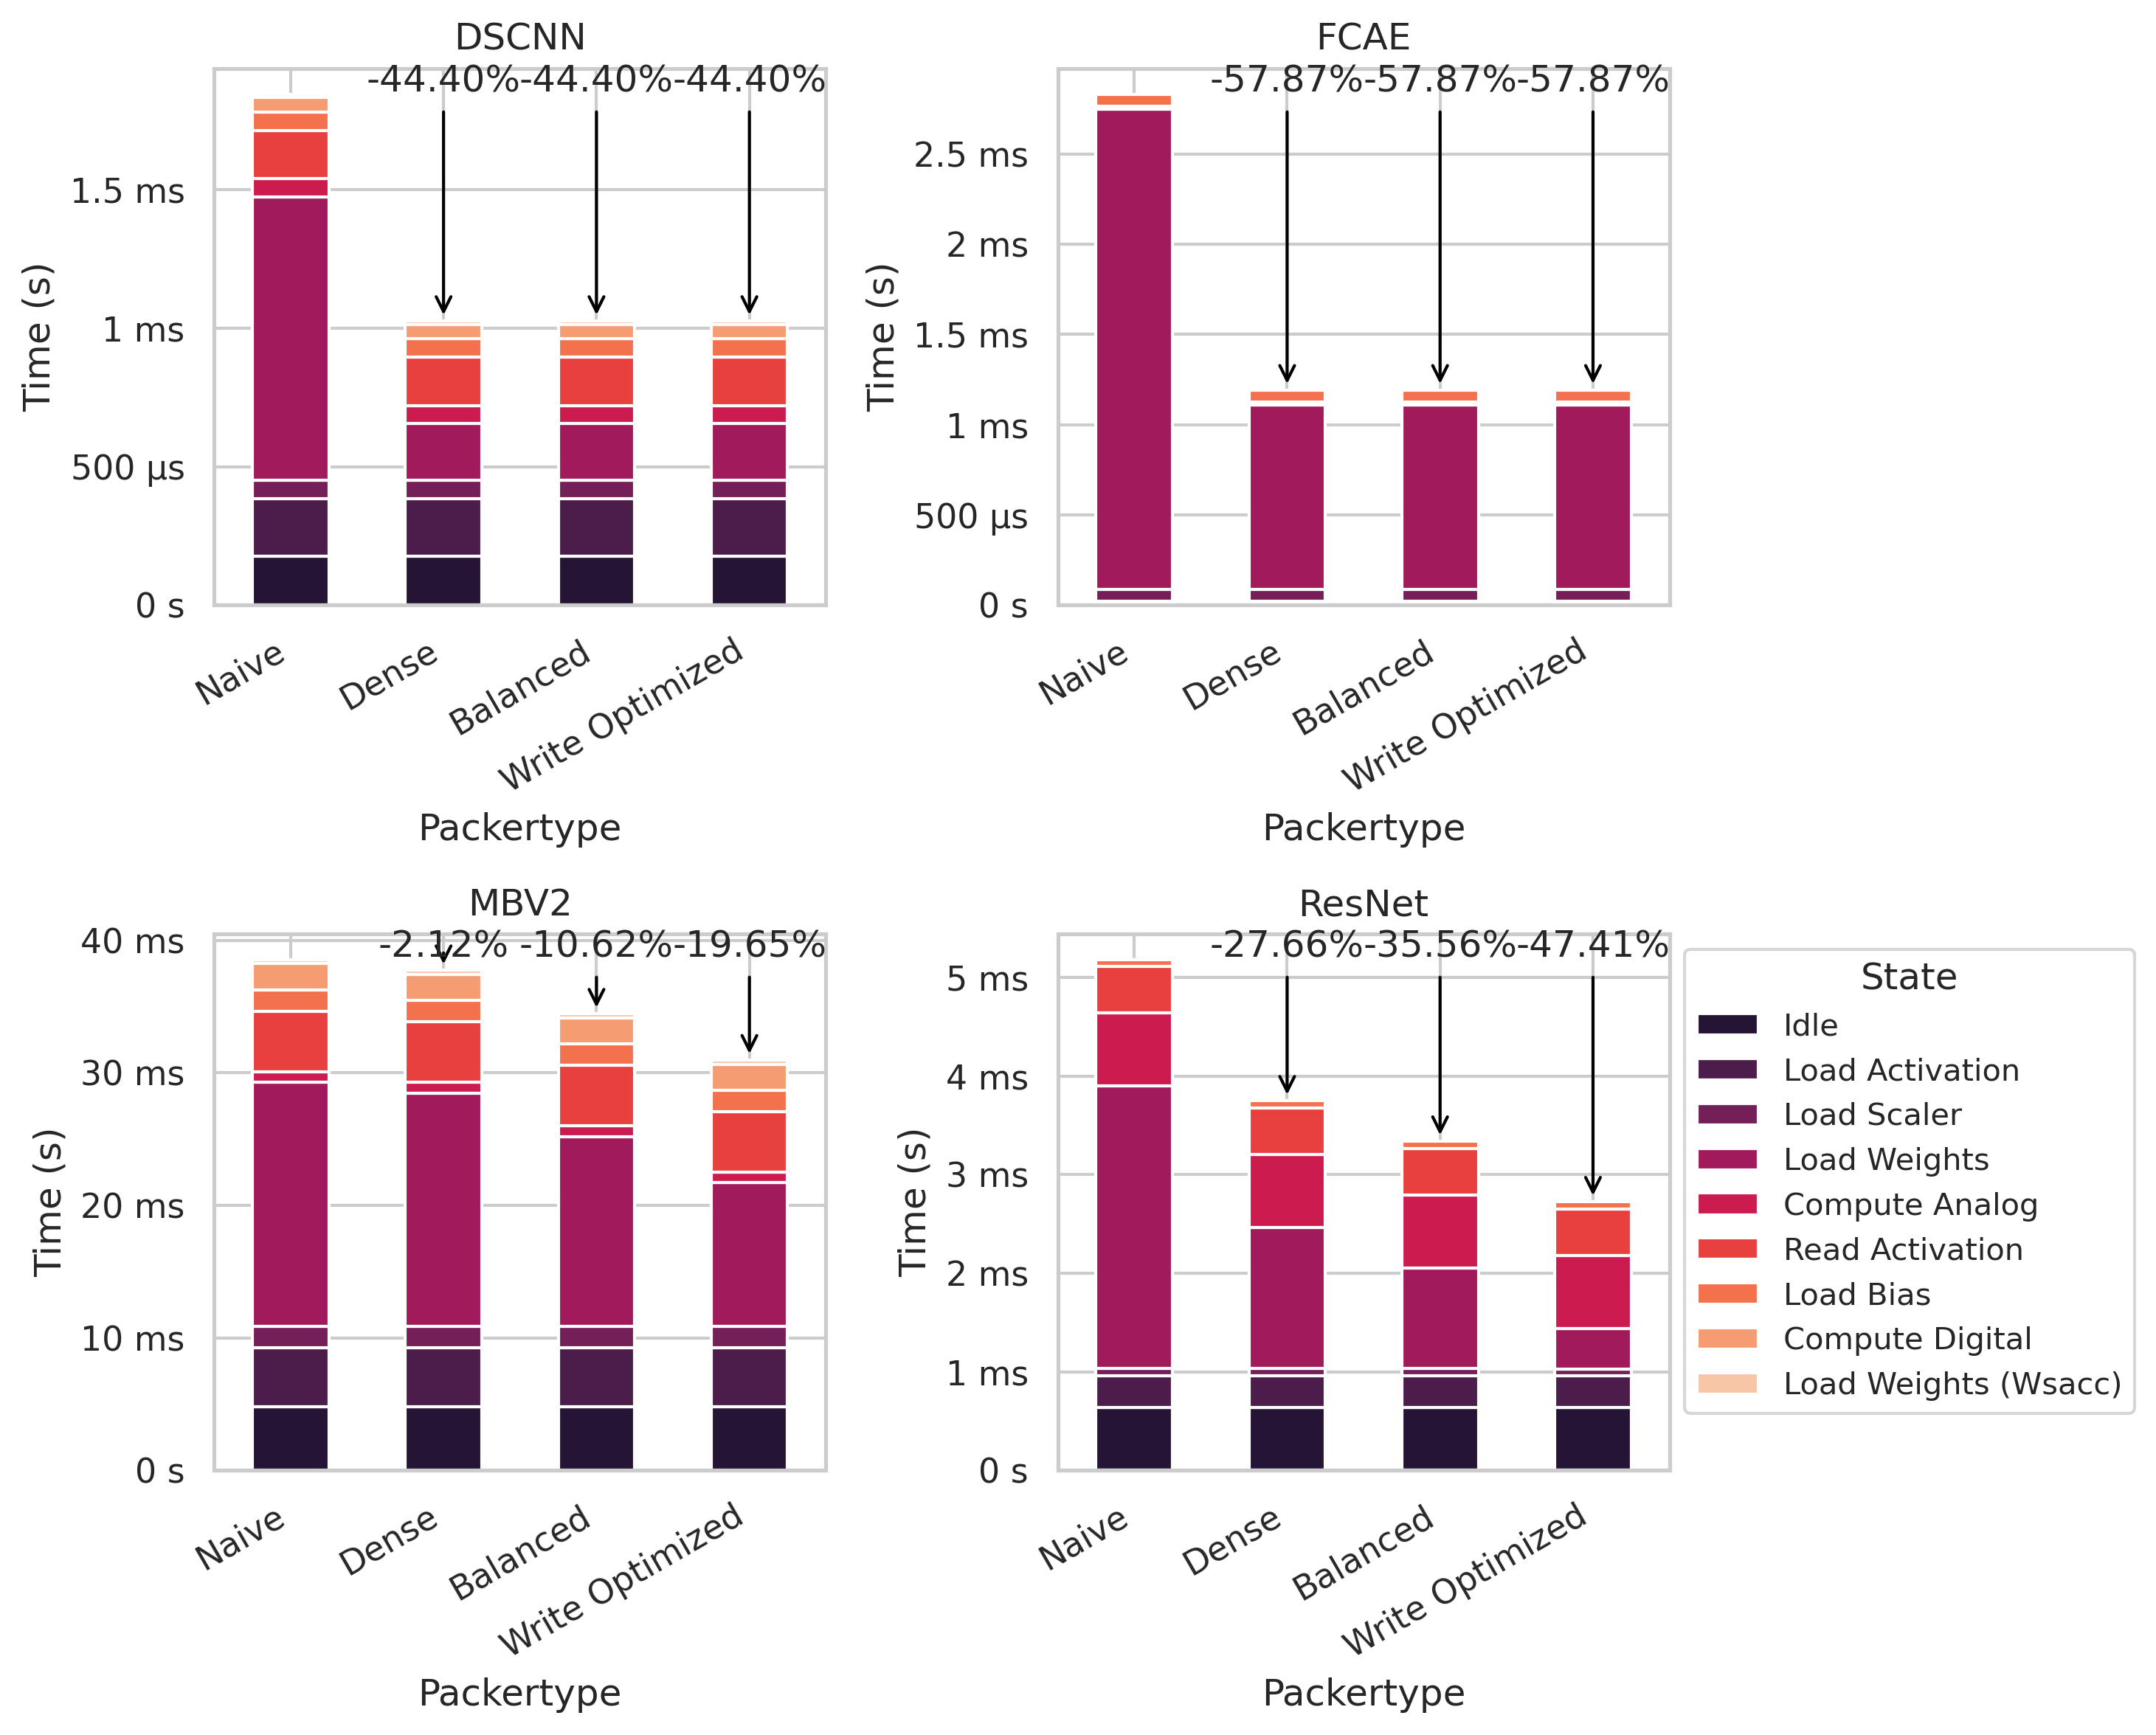 DSCNN
-44.40% -44.40% -44.40%
1.5 ms
1 ms
500 µs
0 s
Time (s)
Naive
Dense
Balanced
Write Optimized
Packertype
FCAE
-57.87% -57.87% -57.87%
2.5 ms
2 ms
1.5 ms
1 ms
500 µs
0 s
Time (s)
Naive
Dense
Balanced
Write Optimized
Packertype
MBV2
-2.12% -10.62% -19.65%
40 ms
30 ms
20 ms
10 ms
0 s
Time (s)
Naive
Dense
Balanced
Write Optimized
Packertype
ResNet
-27.66% -35.56% -47.41%
5 ms
4 ms
3 ms
2 ms
1 ms
0 s
Time (s)
Naive
Dense
Balanced
Write Optimized
Packertype
State
Idle
Load Activation
Load Scaler
Load Weights
Compute Analog
Read Activation
Load Bias
Compute Digital
Load Weights (Wsacc)